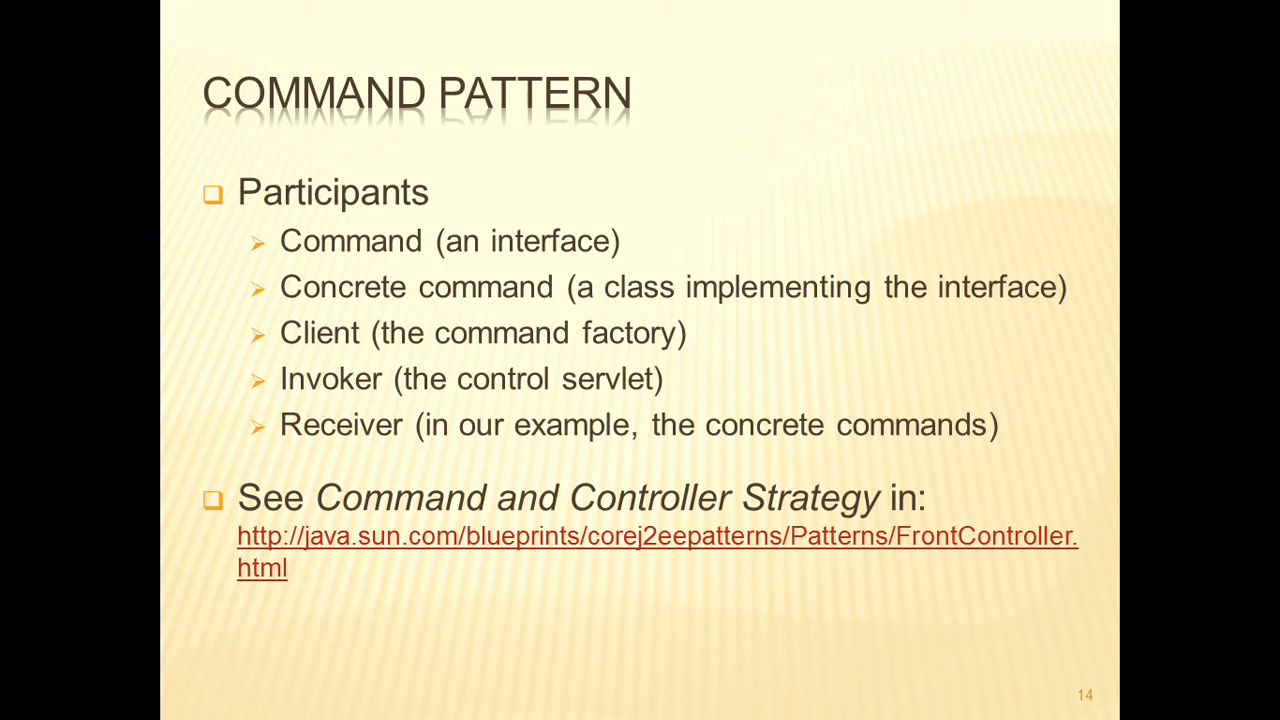 COMMAND PATTERN
Participants
Command (an interface)
Concrete command (a class implementing the interface)
Client (the command factory)
Invoker (the control servlet)
Receiver (in our example, the concrete commands)
See Command and Controller Strategy in:
http://java.sun.com/blueprints/corej2eepatterns/Patterns/FrontController.
html
14